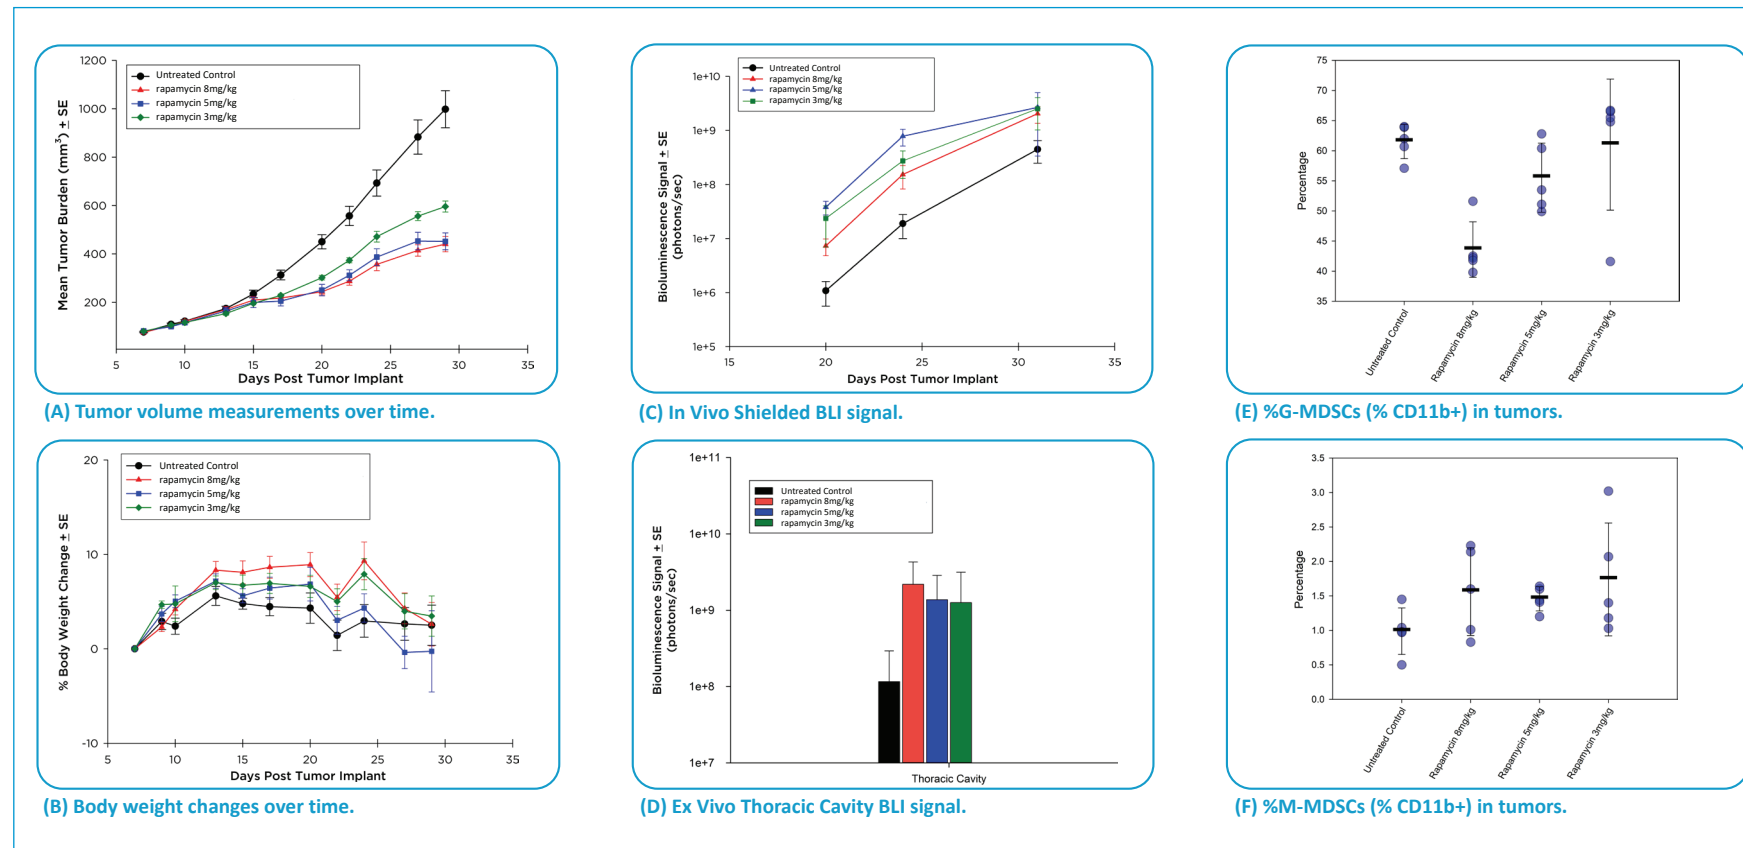 1200
1000
800
600
400
200
5
10
15
20
25
30
35
Mean Tumor Burden (mm³) ± SE
Days Post Tumor Implant
Untreated Control
rapamycin 8mg/kg
rapamycin 5mg/kg
rapamycin 3mg/kg
(A) Tumor volume measurements over time.
20
10
0
-10
5
10
15
20
25
30
35
% Body Weight Change ± SE
Days Post Tumor Implant
Untreated Control
rapamycin 8mg/kg
rapamycin 5mg/kg
rapamycin 3mg/kg
(B) Body weight changes over time.
1e+10
1e+9
1e+8
1e+7
1e+6
1e+5
15
20
25
30
35
Bioluminescence Signal ± SE
(photons/sec)
Days Post Tumor Implant
Untreated Control
rapamycin 8mg/kg
rapamycin 5mg/kg
rapamycin 3mg/kg
(C) In Vivo Shielded BLI signal.
1e+11
1e+10
1e+9
1e+8
1e+7
Bioluminescence Signal ± SE
(photons/sec)
Thoracic Cavity
Untreated Control
rapamycin 8mg/kg
rapamycin 5mg/kg
rapamycin 3mg/kg
(D) Ex Vivo Thoracic Cavity BLI signal.
75
70
65
60
55
50
45
40
35
Percentage
Untreated Control
Rapamycin 8mg/kg
Rapamycin 5mg/kg
Rapamycin 3mg/kg
(E) %G-MDSCs (% CD11b+) in tumors.
3.5
3.0
2.5
2.0
1.5
1.0
0.5
0.0
Percentage
Untreated Control
Rapamycin 8mg/kg
Rapamycin 5mg/kg
Rapamycin 3mg/kg
(F) %M-MDSCs (% CD11b+) in tumors.